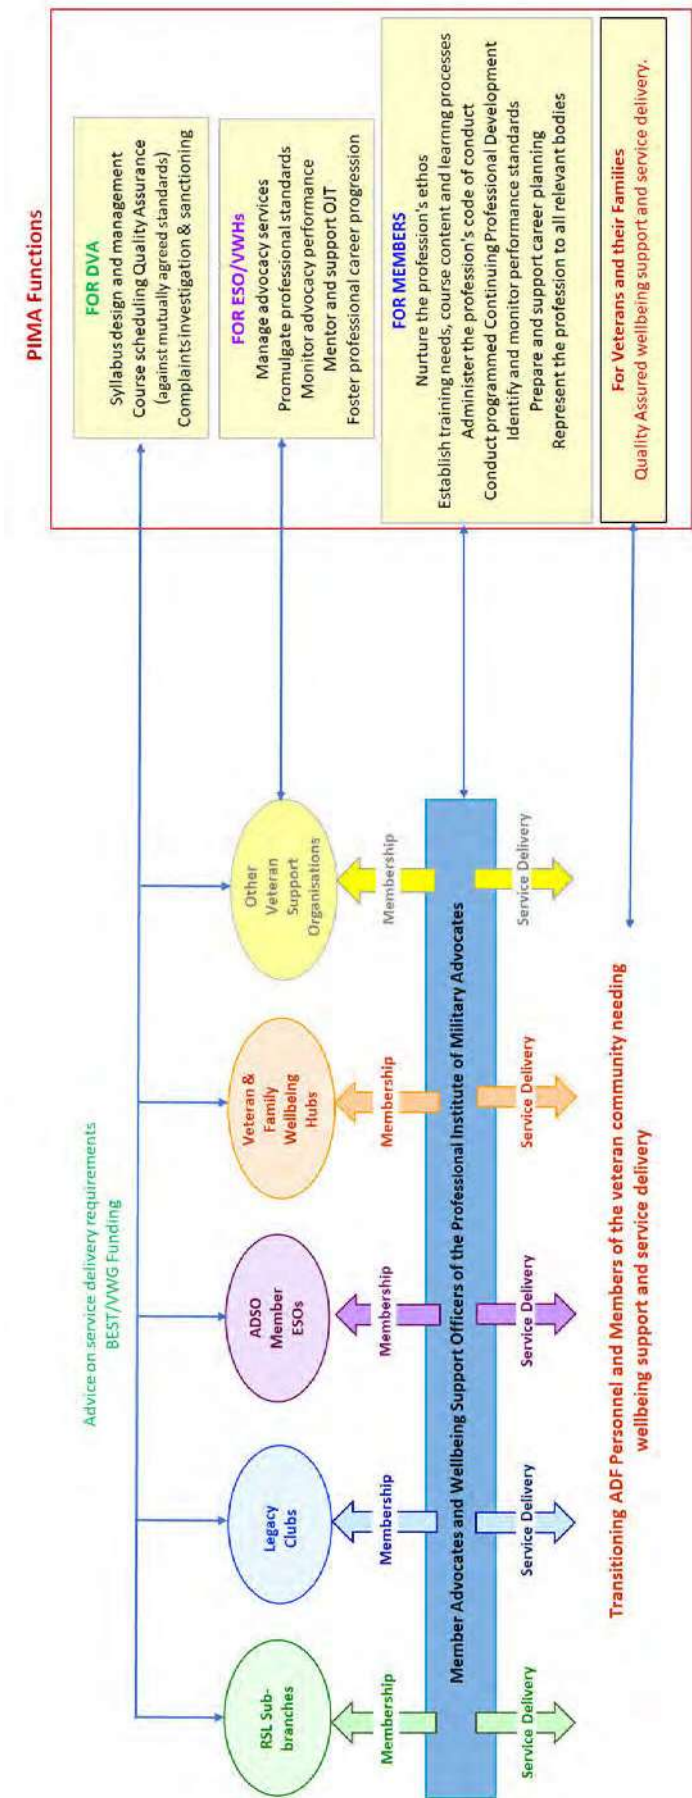 PIMA Functions
Advice on service delivery requirements
BEST/VWG Funding
FOR DVA
Syllabus design and management
Course scheduling Quality Assurance
(against mutually agreed standards)
Complaints investigation & sanctioning
RSL Sub-
branches
Legacy
Clubs
ADSO
Member
ESOs
Veteran &
Family
Wellbeing
Hubs
Other
Veteran
Support
Organisations
FOR ESO/VWHs
Manage advocacy services
Promulgate professional standards
Monitor advocacy performance
Mentor and support OJT
Foster professional career progression
Membership
Membership
Membership
Membership
Membership
Member Advocates and Wellbeing Support Officers of the Professional Institute of Military Advocates
FOR MEMBERS
Nurture the profession's ethos
Establish training needs, course content and learning processes
Administer the profession's code of conduct
Conduct programmed Continuing Professional Development
Identify and monitor performance standards
Prepare and support career planning
Represent the profession to all relevant bodies
Service Delivery
Service Delivery
Service Delivery
Service Delivery
Service Delivery
Transitioning ADF Personnel and Members of the veteran community needing
wellbeing support and service delivery
For Veterans and their Families
Quality Assured wellbeing support and service delivery.